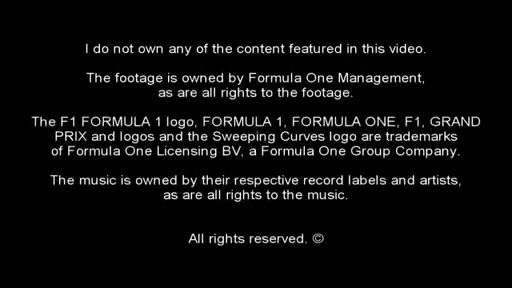 I do not own any of the content featured in this video.
The footage is owned by Formula One Management,
as are all rights to the footage.
The F1 FORMULA 1 logo, FORMULA 1, FORMULA ONE, F1, GRAND
PRIX and logos and the Sweeping Curves logo are trademarks
of Formula One Licensing BV, a Formula One Group Company.
The music is owned by their respective record labels and artists,
as are all rights to the music.
All rights reserved. ©